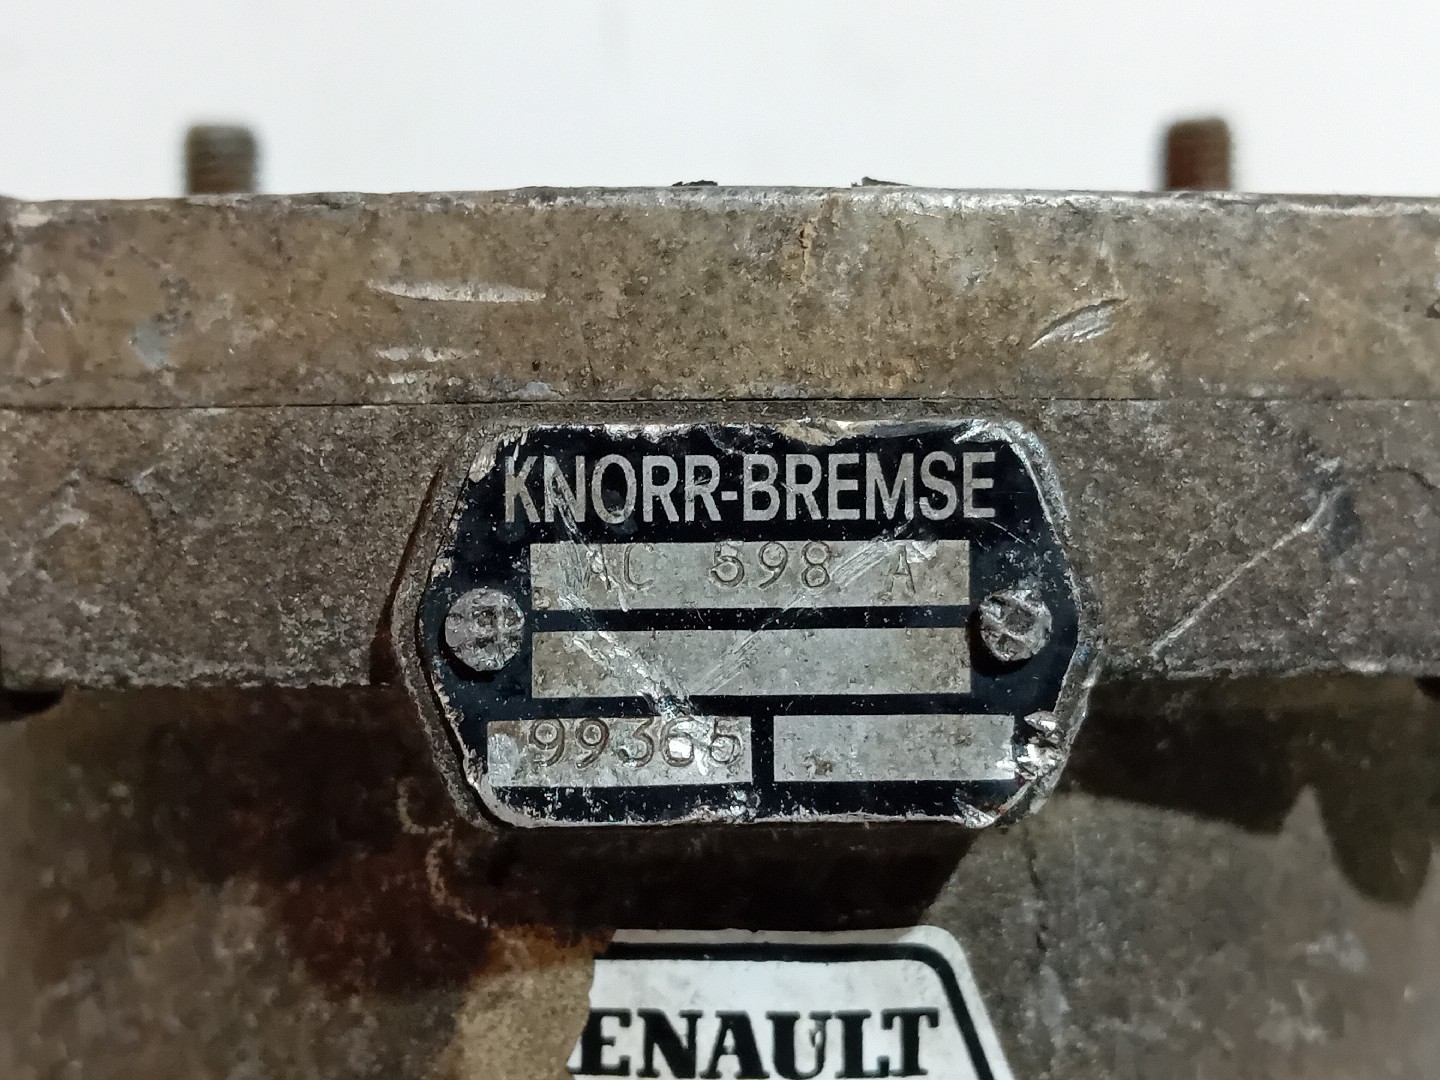 KNORR-BREMSE
AC 598 A
99365
ENAULT